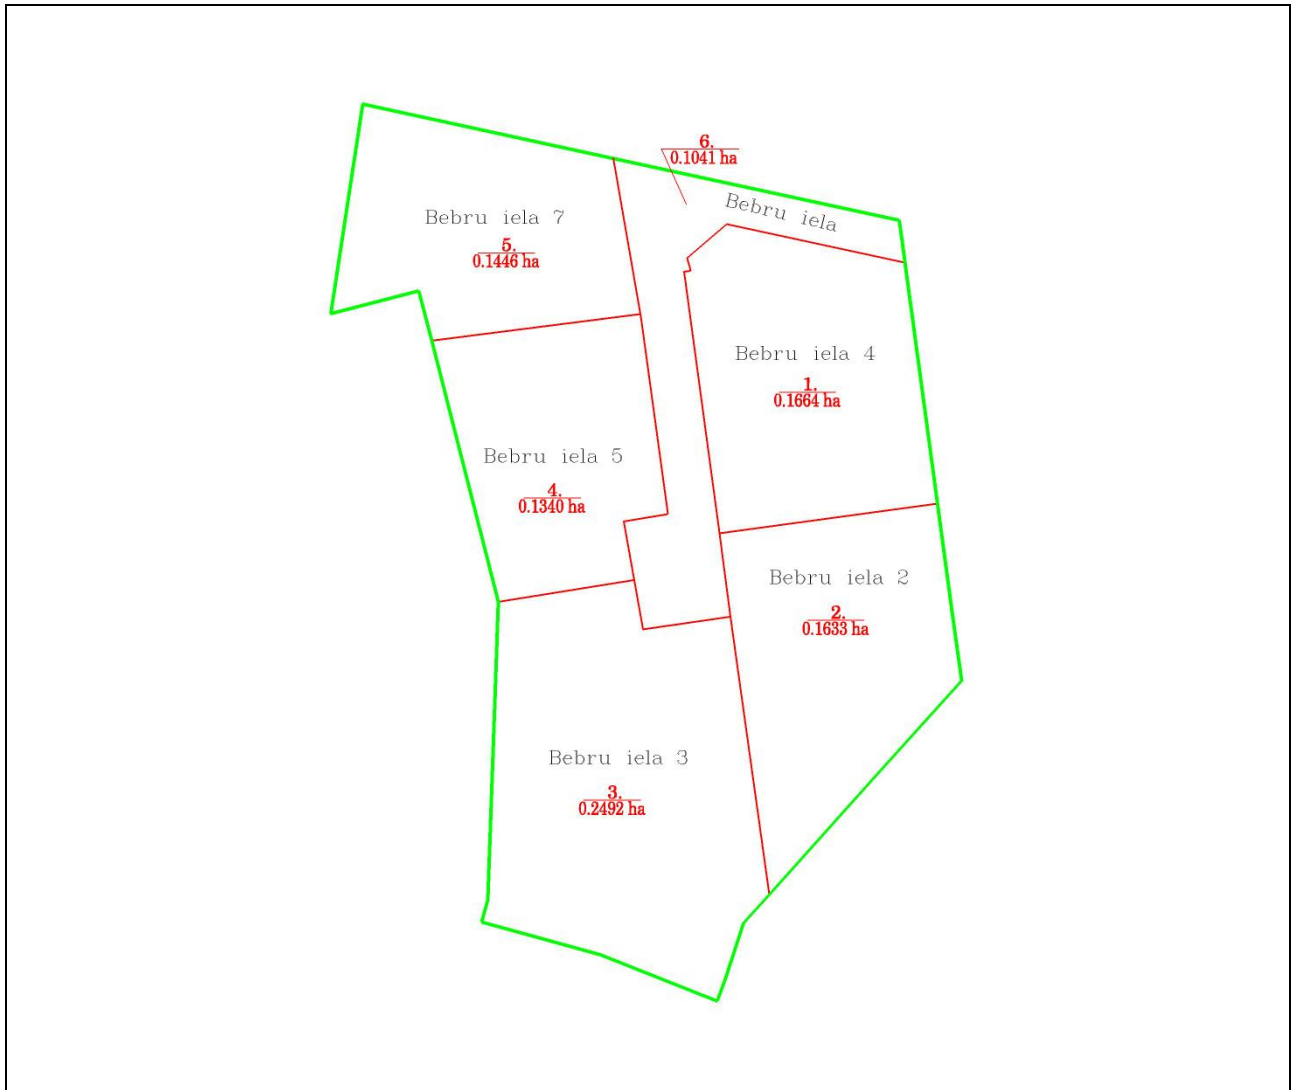 6.
0.1041 ha
Bebru iela
Bebru iela 7
5.
0.1446 ha
Bebru iela 4
1.
0.1664 ha
Bebru iela 5
4.
0.1340 ha
Bebru iela 2
2.
0.1633 ha
Bebru iela 3
3.
0.2492 ha